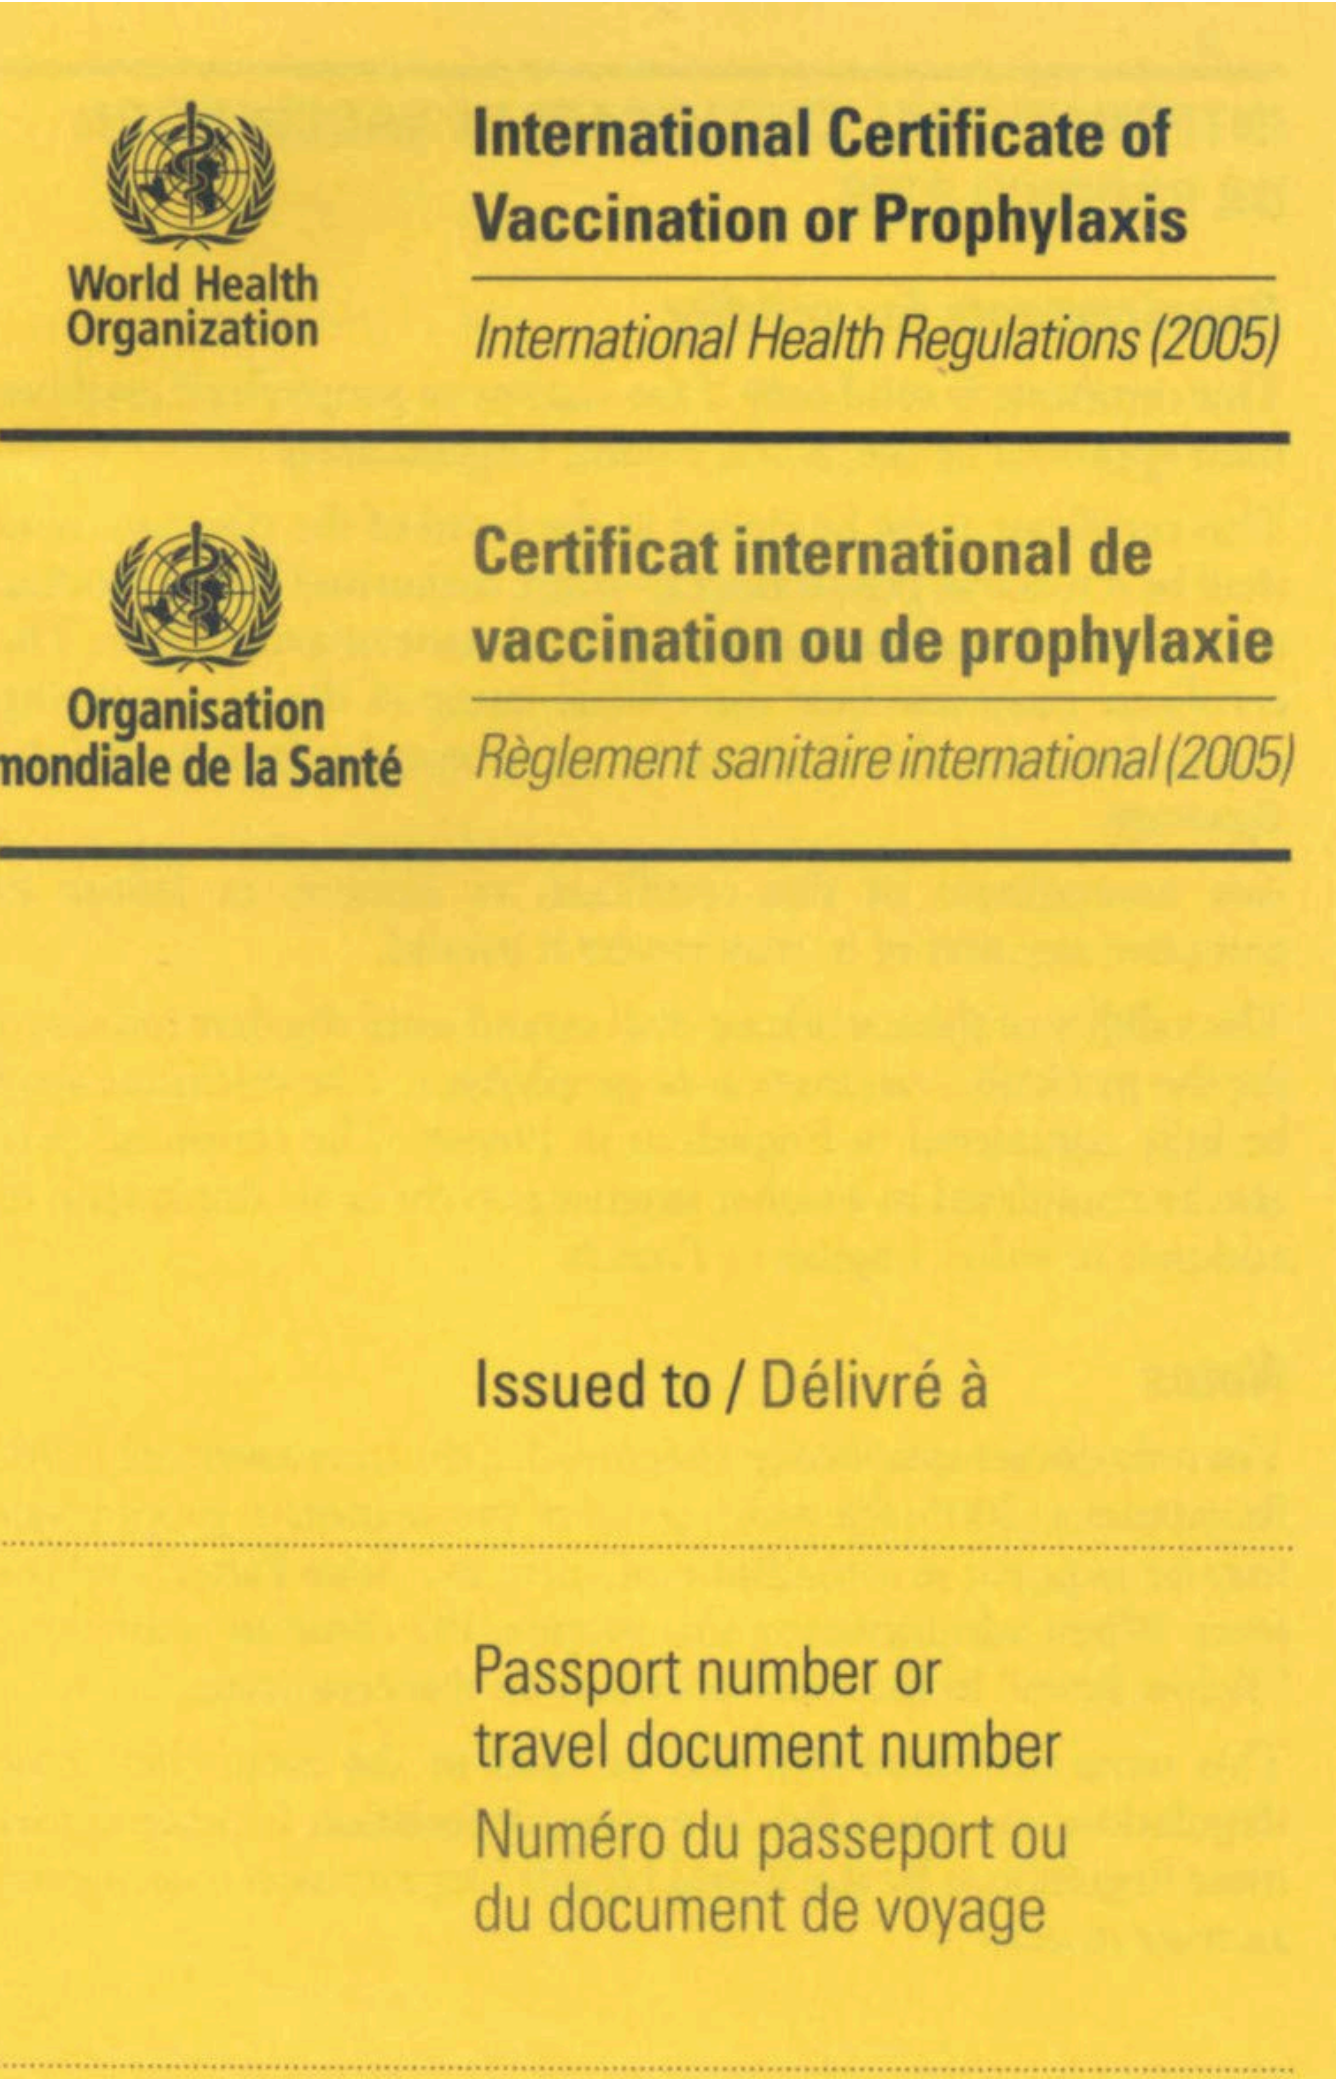 World Health
Organization
International Certificate of
Vaccination or Prophylaxis
International Health Regulations (2005)
Organisation
mondiale de la Santé
Certificat international de
vaccination ou de prophylaxie
Règlement sanitaire international (2005)
Issued to / Délivré à
Passport number or
travel document number
Numéro du passeport ou
du document de voyage